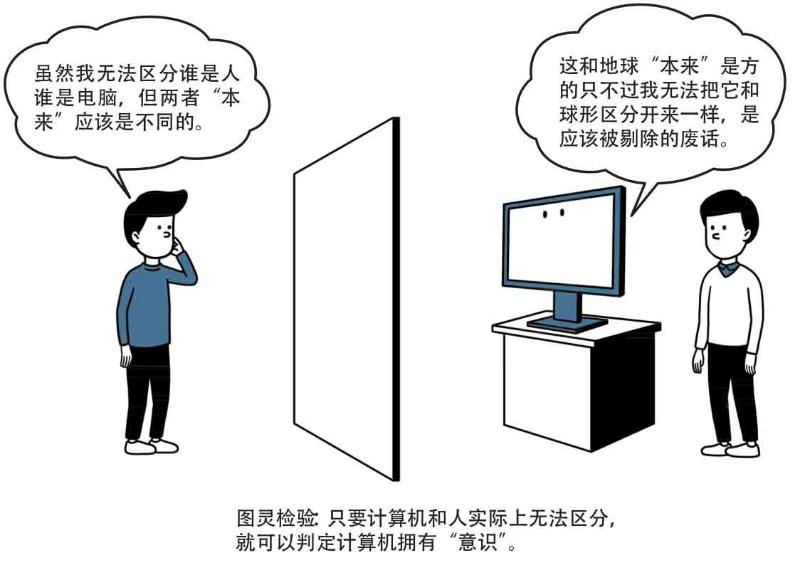 虽然我无法区分谁是人
谁是电脑，但两者“本
来”应该是不同的。
这和地球“本来”是方
的只不过我无法把它和
球形区分开来一样，是
应该被剔除的废话。
图灵检验：只要计算机和人实际上无法区分，
就可以判定计算机拥有“意识”。